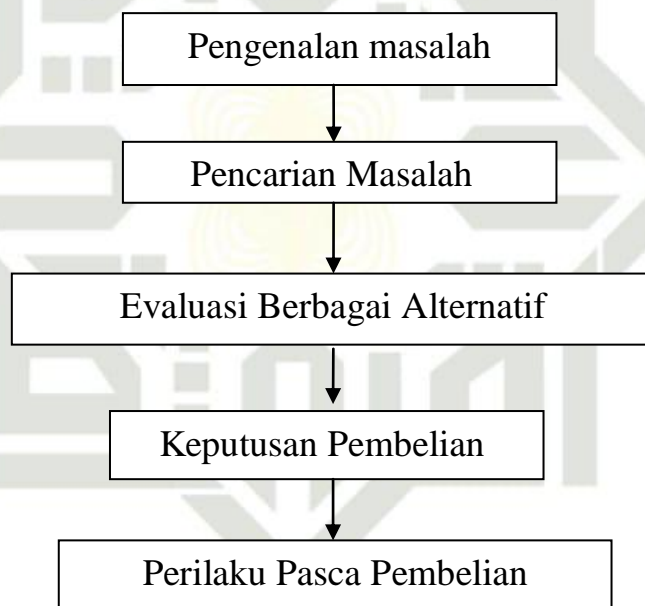 Pengenalan masalah
Pencarian Masalah
Evaluasi Berbagai Alternatif
Keputusan Pembelian
Perilaku Pasca Pembelian